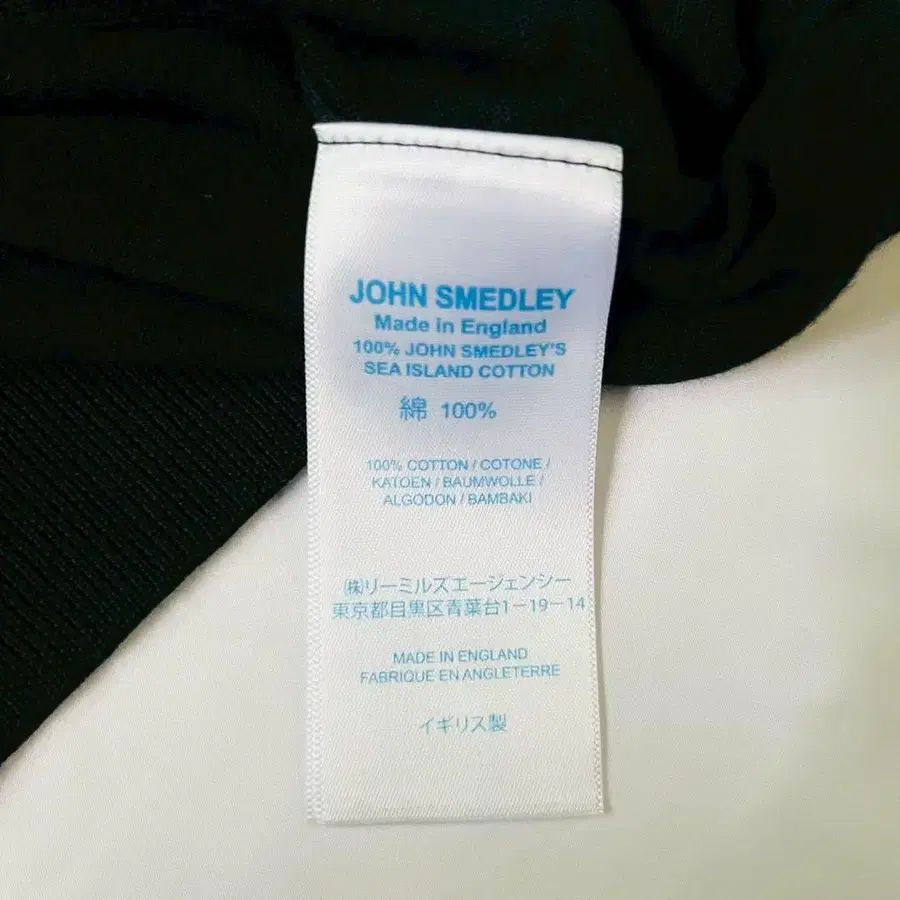 JOHN SMEDLEY
Made in England
100% JOHN SMEDLEY'S
SEA ISLAND COTTON
綿 100%
100% COTTON / COTONE /
KATOEN / BAUMWOLLE /
ALGODON / BAMBAKI
(株)リーミルズエージェンシー
東京都目黒区青葉台1-19-14
MADE IN ENGLAND
FABRIQUE EN ANGLETERRE
イギリス製